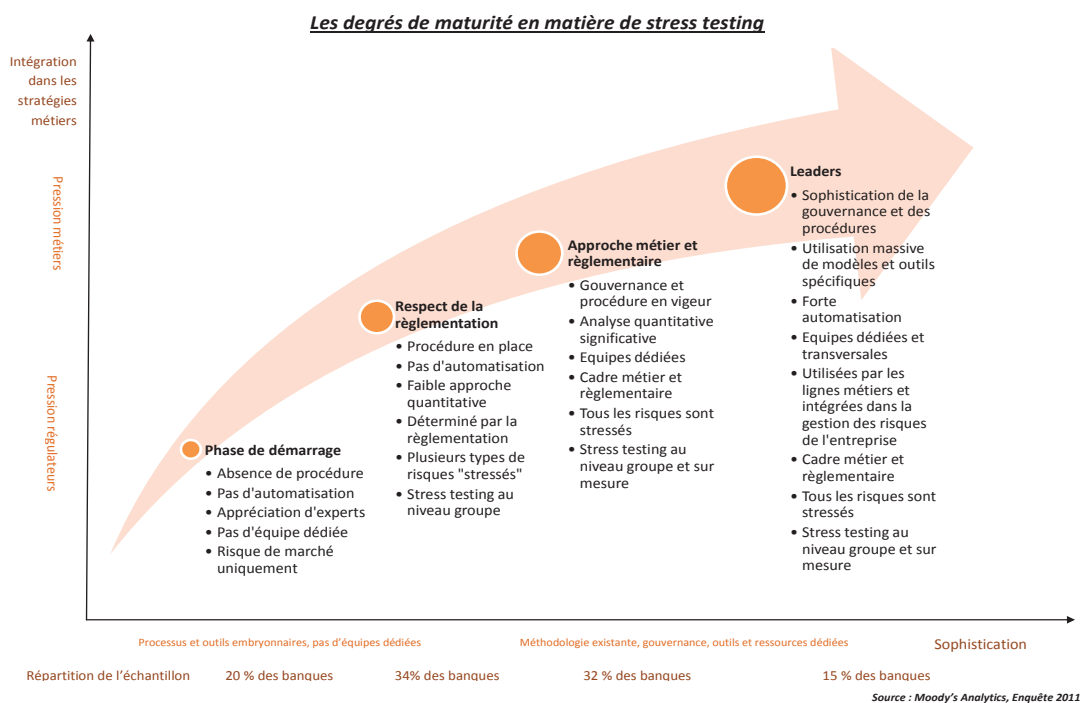 Les degrés de maturité en matière de stress testing
Intégration
dans les
stratégies
métiers
Pression métiers
Pression régulateurs
Phase de démarrage
• Absence de procédure
• Pas d'automatisation
• Appréciation d'experts
• Pas d'équipe dédiée
• Risque de marché
uniquement
Respect de la
règlementation
• Procédure en place
• Pas d'automatisation
• Faible approche
quantitative
• Déterminé par la
règlementation
• Plusieurs types de
risques "stressés"
• Stress testing au
niveau groupe
Approche métier et
règlementaire
• Gouvernance et
procédure en vigeur
• Analyse quantitative
significative
• Equipes dédiées
• Cadre métier et
règlementaire
• Tous les risques sont
stressés
• Stress testing au
niveau groupe et sur
mesure
Leaders
• Sophistication de la
gouvernance et des
procédures
• Utilisation massive
de modèles et outils
spécifiques
• Forte
automatisation
• Equipes dédiées et
transversales
• Utilisées par les
lignes métiers et
intégrées dans la
gestion des risques
de l'entreprise
• Cadre métier et
règlementaire
• Tous les risques sont
stressés
• Stress testing au
niveau groupe et sur
mesure
Processus et outils embryonnaires, pas d’équipes dédiées
Méthodologie existante, gouvernance, outils et ressources dédiées
Sophistication
Répartition de l’échantillon
20 % des banques
34% des banques
32 % des banques
15 % des banques
Source : Moody’s Analytics, Enquête 2011